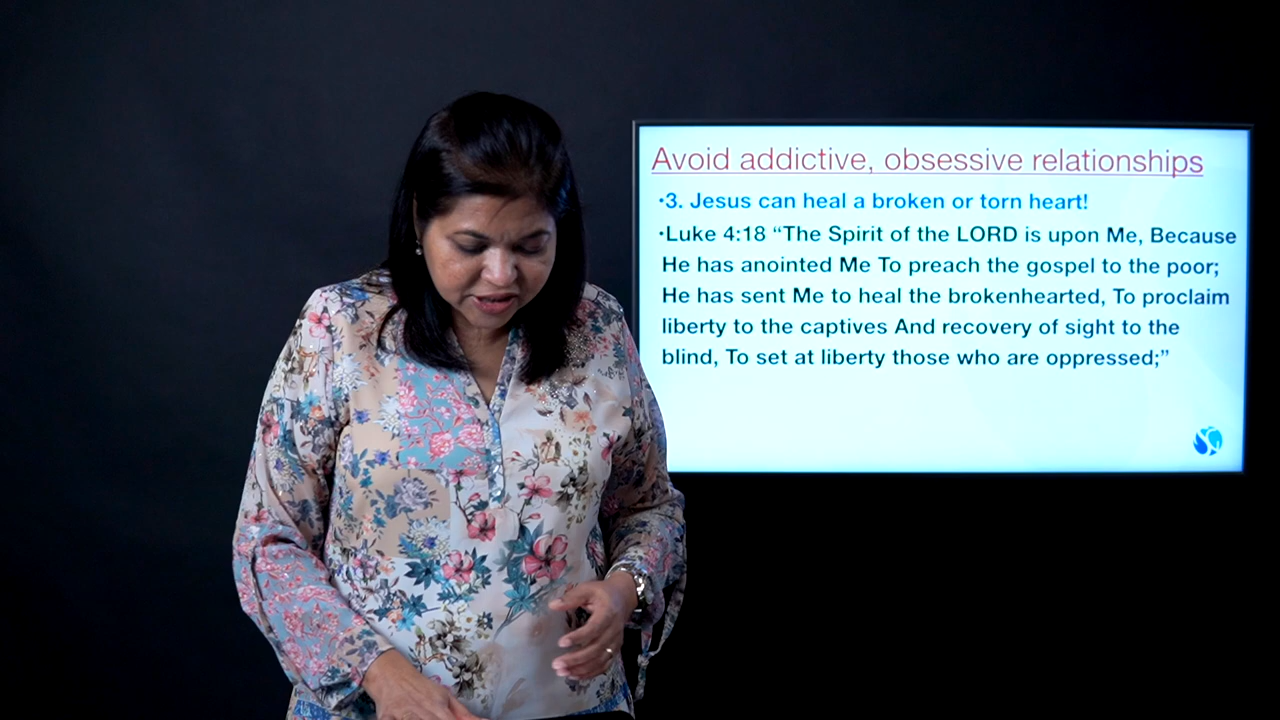 Avoid addictive, obsessive relationships
•3. Jesus can heal a broken or torn heart!
•Luke 4:18 “The Spirit of the LORD is upon Me, Because
He has anointed Me To preach the gospel to the poor;
He has sent Me to heal the brokenhearted, To proclaim
liberty to the captives And recovery of sight to the
blind, To set at liberty those who are oppressed;”